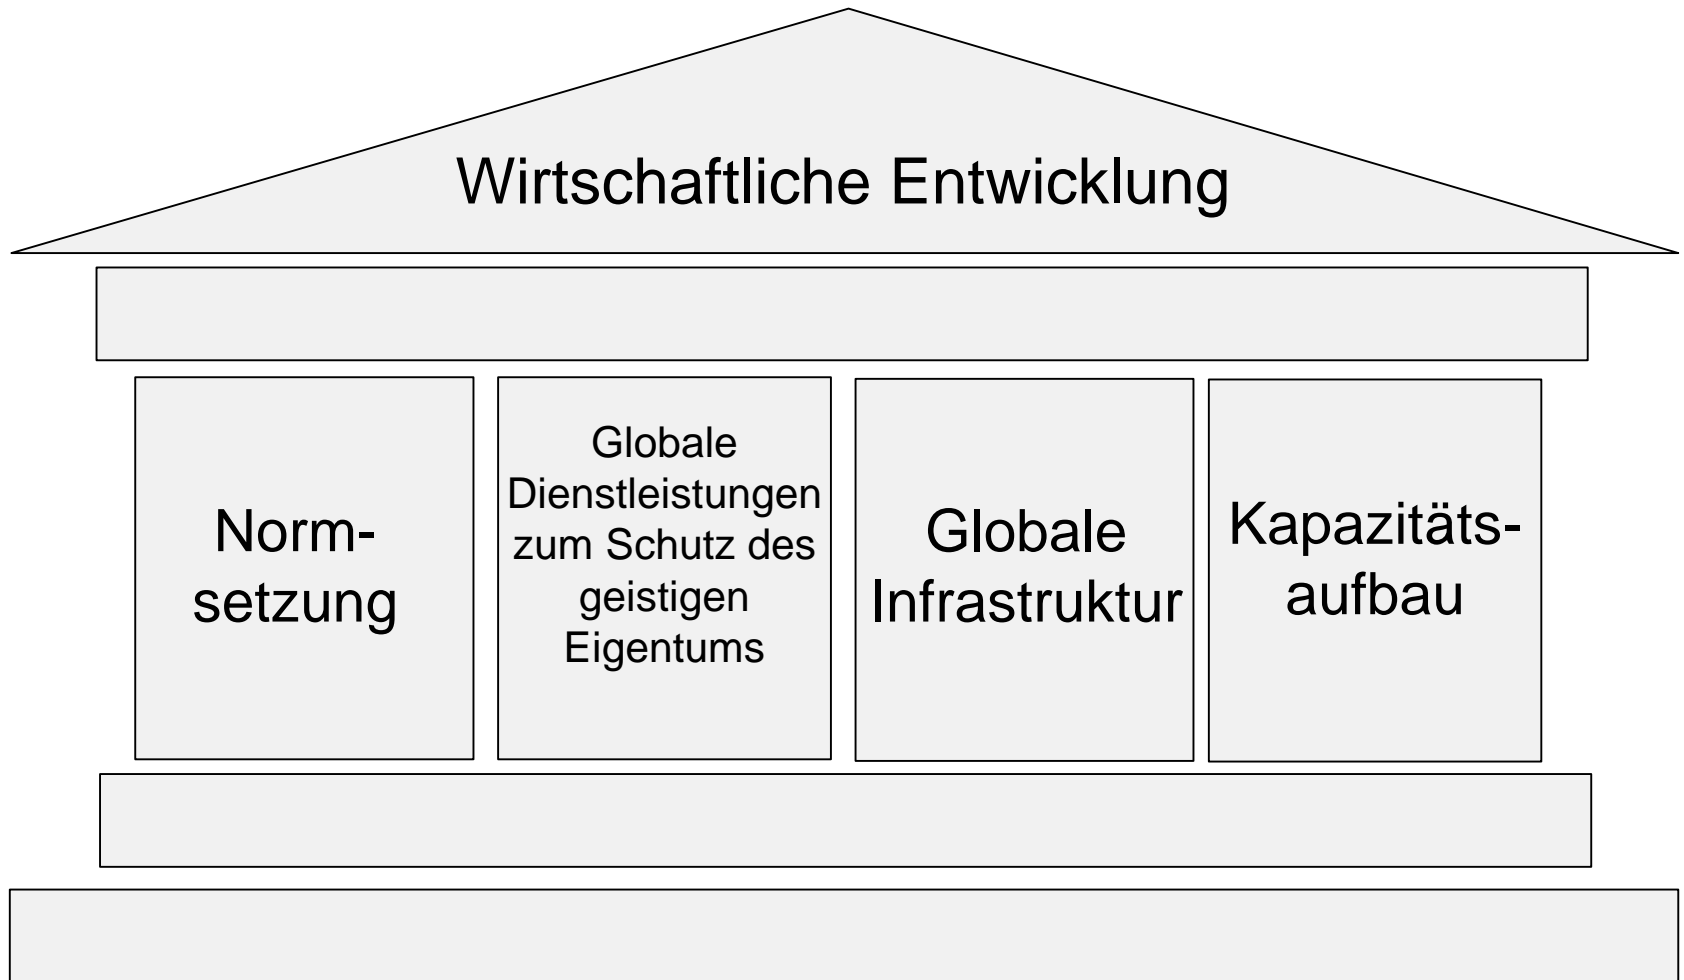 Wirtschaftliche Entwicklung
Norm-
setzung
Globale
Dienstleistungen
zum Schutz des
geistigen
Eigentums
Globale
Infrastruktur
Kapazitäts-
aufbau